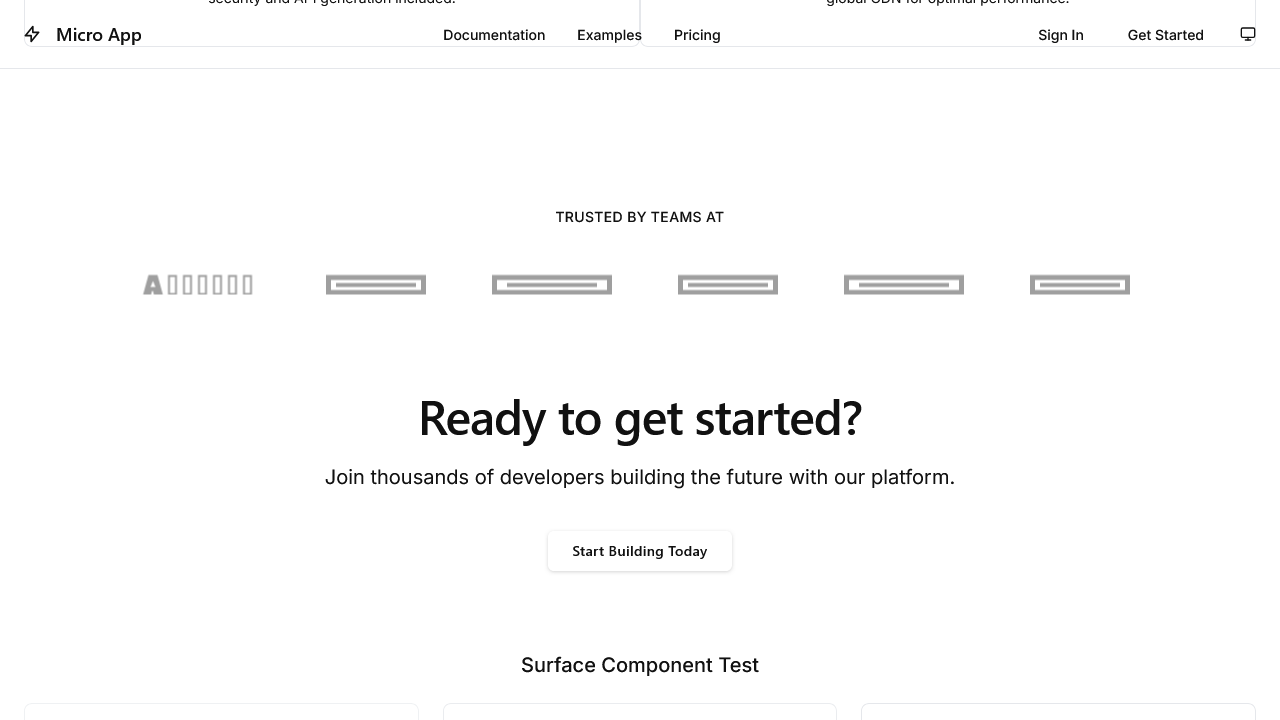 security and API generation included.
global CDN for optimal performance.
Micro App
Documentation
Examples
Pricing
Sign In
Get Started
TRUSTED BY TEAMS AT
Ready to get started?
Join thousands of developers building the future with our platform.
Start Building Today
Surface Component Test